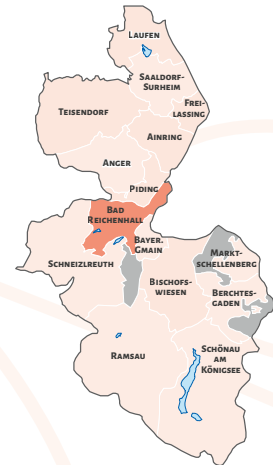 LAUFEN
SAALDORF-
SURHEIM
FREI-
LASSING
TEISENDORF
AINRING
ANGER
PIDING
BAD
REICHENHALL
BAYER.
GMAIN
MARKT-
SCHELLENBERG
SCHNEIZLREUTH
BISCHOFS-
WIESEN
BERCHTES-
GADEN
RAMSAU
SCHÖNAU
AM
KÖNIGSEE